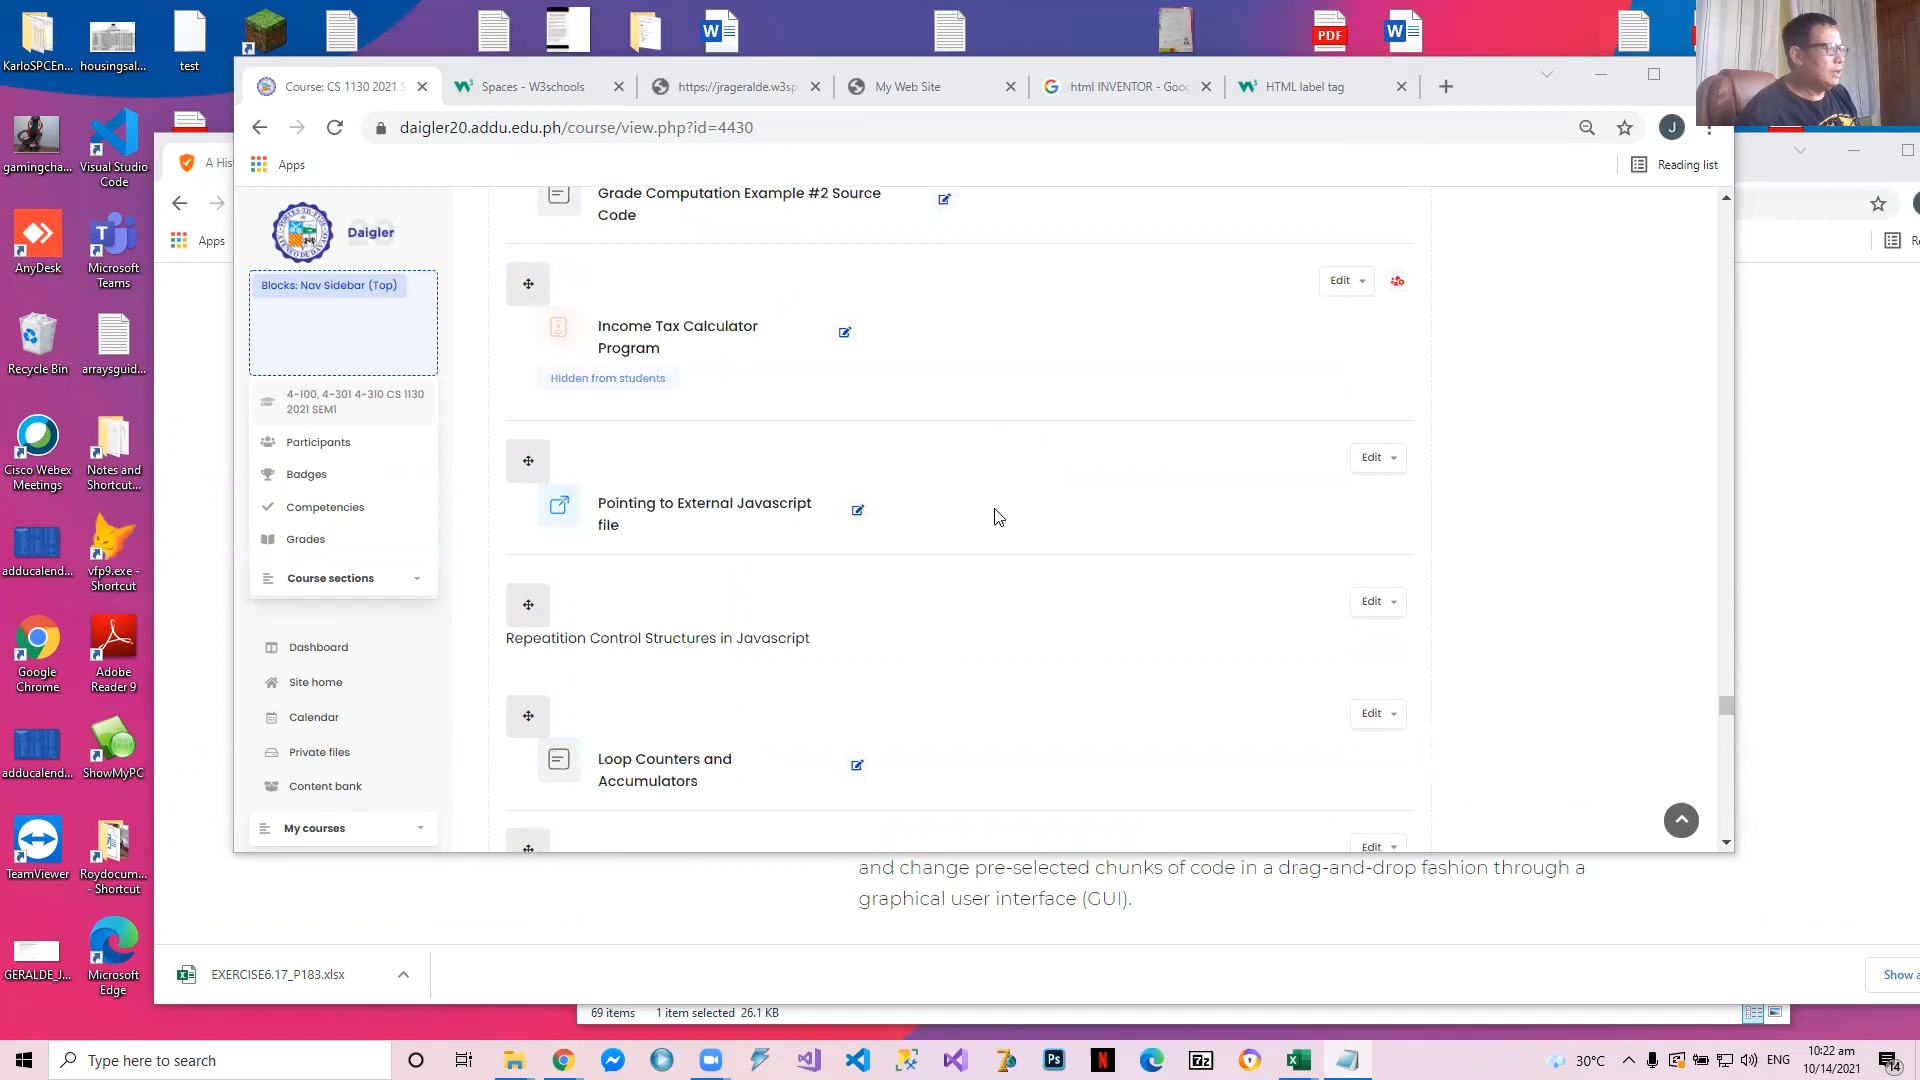 KarloSPCEn...
housingsal...
test
PDF
Course: CS 1130 2021 S
Spaces - W3schools
https://jrageralde.w3sp
My Web Site
html INVENTOR - Goog
HTML label tag
daigler20.addu.edu.ph/course/view.php?id=4430
J
Apps
Reading list
gamingcha...
Visual Studio
Code
A His
Apps
Re
AnyDesk
Microsoft
Teams
Recycle Bin
arraysguid...
Cisco Webex
Meetings
Notes and
Shortcut...
adducalend...
vfp9.exe -
Shortcut
Google
Chrome
Adobe
Reader 9
adducalend...
ShowMyPC
TeamViewer
Roydocum...
- Shortcut
GERALDE_J...
Microsoft
Edge
Daigler
Blocks: Nav Sidebar (Top)
4-100, 4-301 4-310 CS 1130
2021 SEM1
Participants
Badges
Competencies
Grades
Course sections
Dashboard
Site home
Calendar
Private files
Content bank
My courses
Grade Computation Example #2 Source
Code
Edit
Income Tax Calculator
Program
Hidden from students
Edit
Pointing to External Javascript
file
Edit
Repeatition Control Structures in Javascript
Edit
Loop Counters and
Accumulators
Edit
and change pre-selected chunks of code in a drag-and-drop fashion through a
graphical user interface (GUI).
EXERCISE6.17_P183.xlsx
Show a
69 items 1 item selected 26.1 KB
Type here to search
Ps
N
7z
30°C
ENG
10:22 am
10/14/2021
14